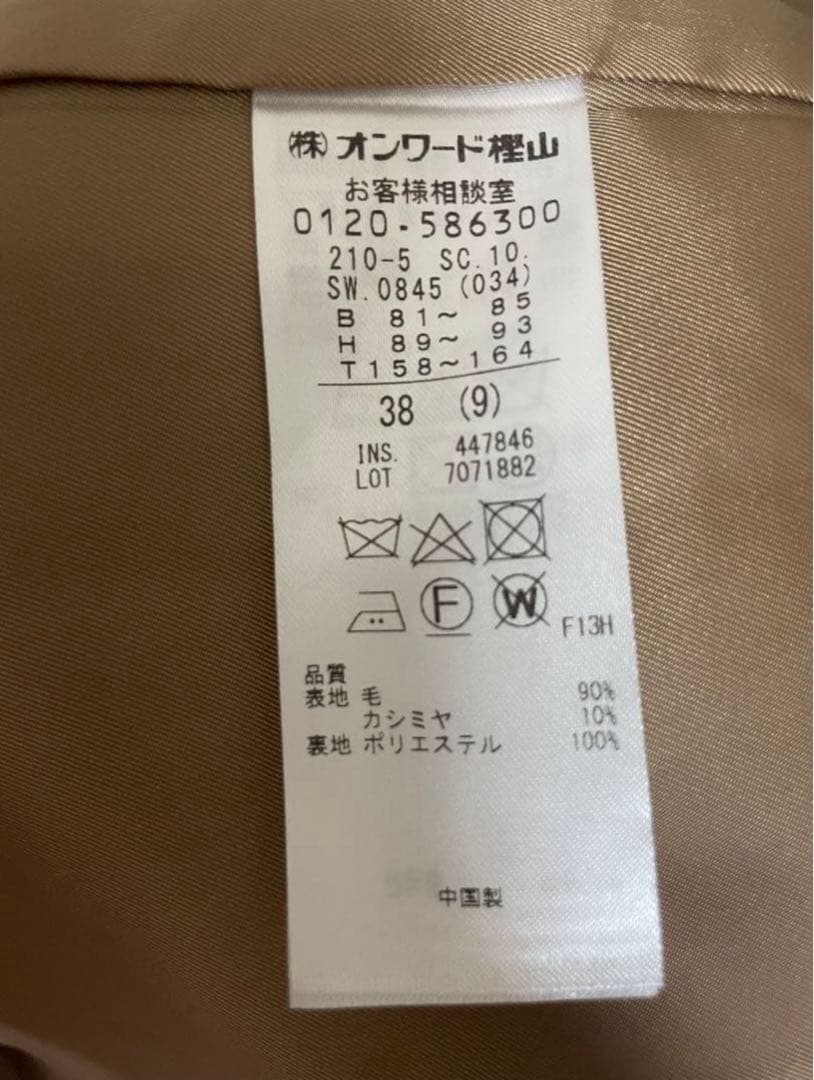 (株)オンワード樫山
お客様相談室
0120-586300
210-5 SC.10.
SW.0845 (034)
B 81～ 85
H 89～ 93
T158～164
38 (9)
INS. 447846
LOT 7071882
F W F13H
品質
表地 毛 90%
カシミヤ 10%
裏地 ポリエステル 100%
中国製